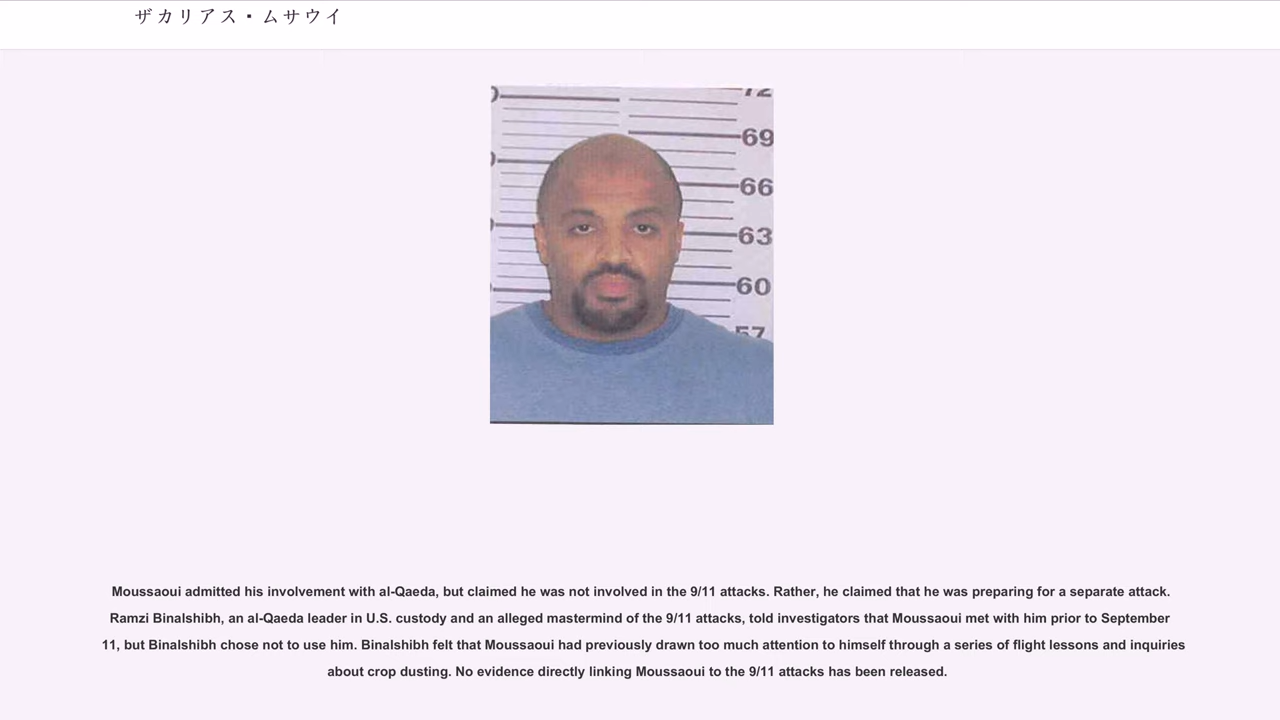 ザカリアス・ムサウイ
72
69
66
63
60
57
Moussaoui admitted his involvement with al-Qaeda, but claimed he was not involved in the 9/11 attacks. Rather, he claimed that he was preparing for a separate attack.
Ramzi Binalshibh, an al-Qaeda leader in U.S. custody and an alleged mastermind of the 9/11 attacks, told investigators that Moussaoui met with him prior to September
11, but Binalshibh chose not to use him. Binalshibh felt that Moussaoui had previously drawn too much attention to himself through a series of flight lessons and inquiries
about crop dusting. No evidence directly linking Moussaoui to the 9/11 attacks has been released.